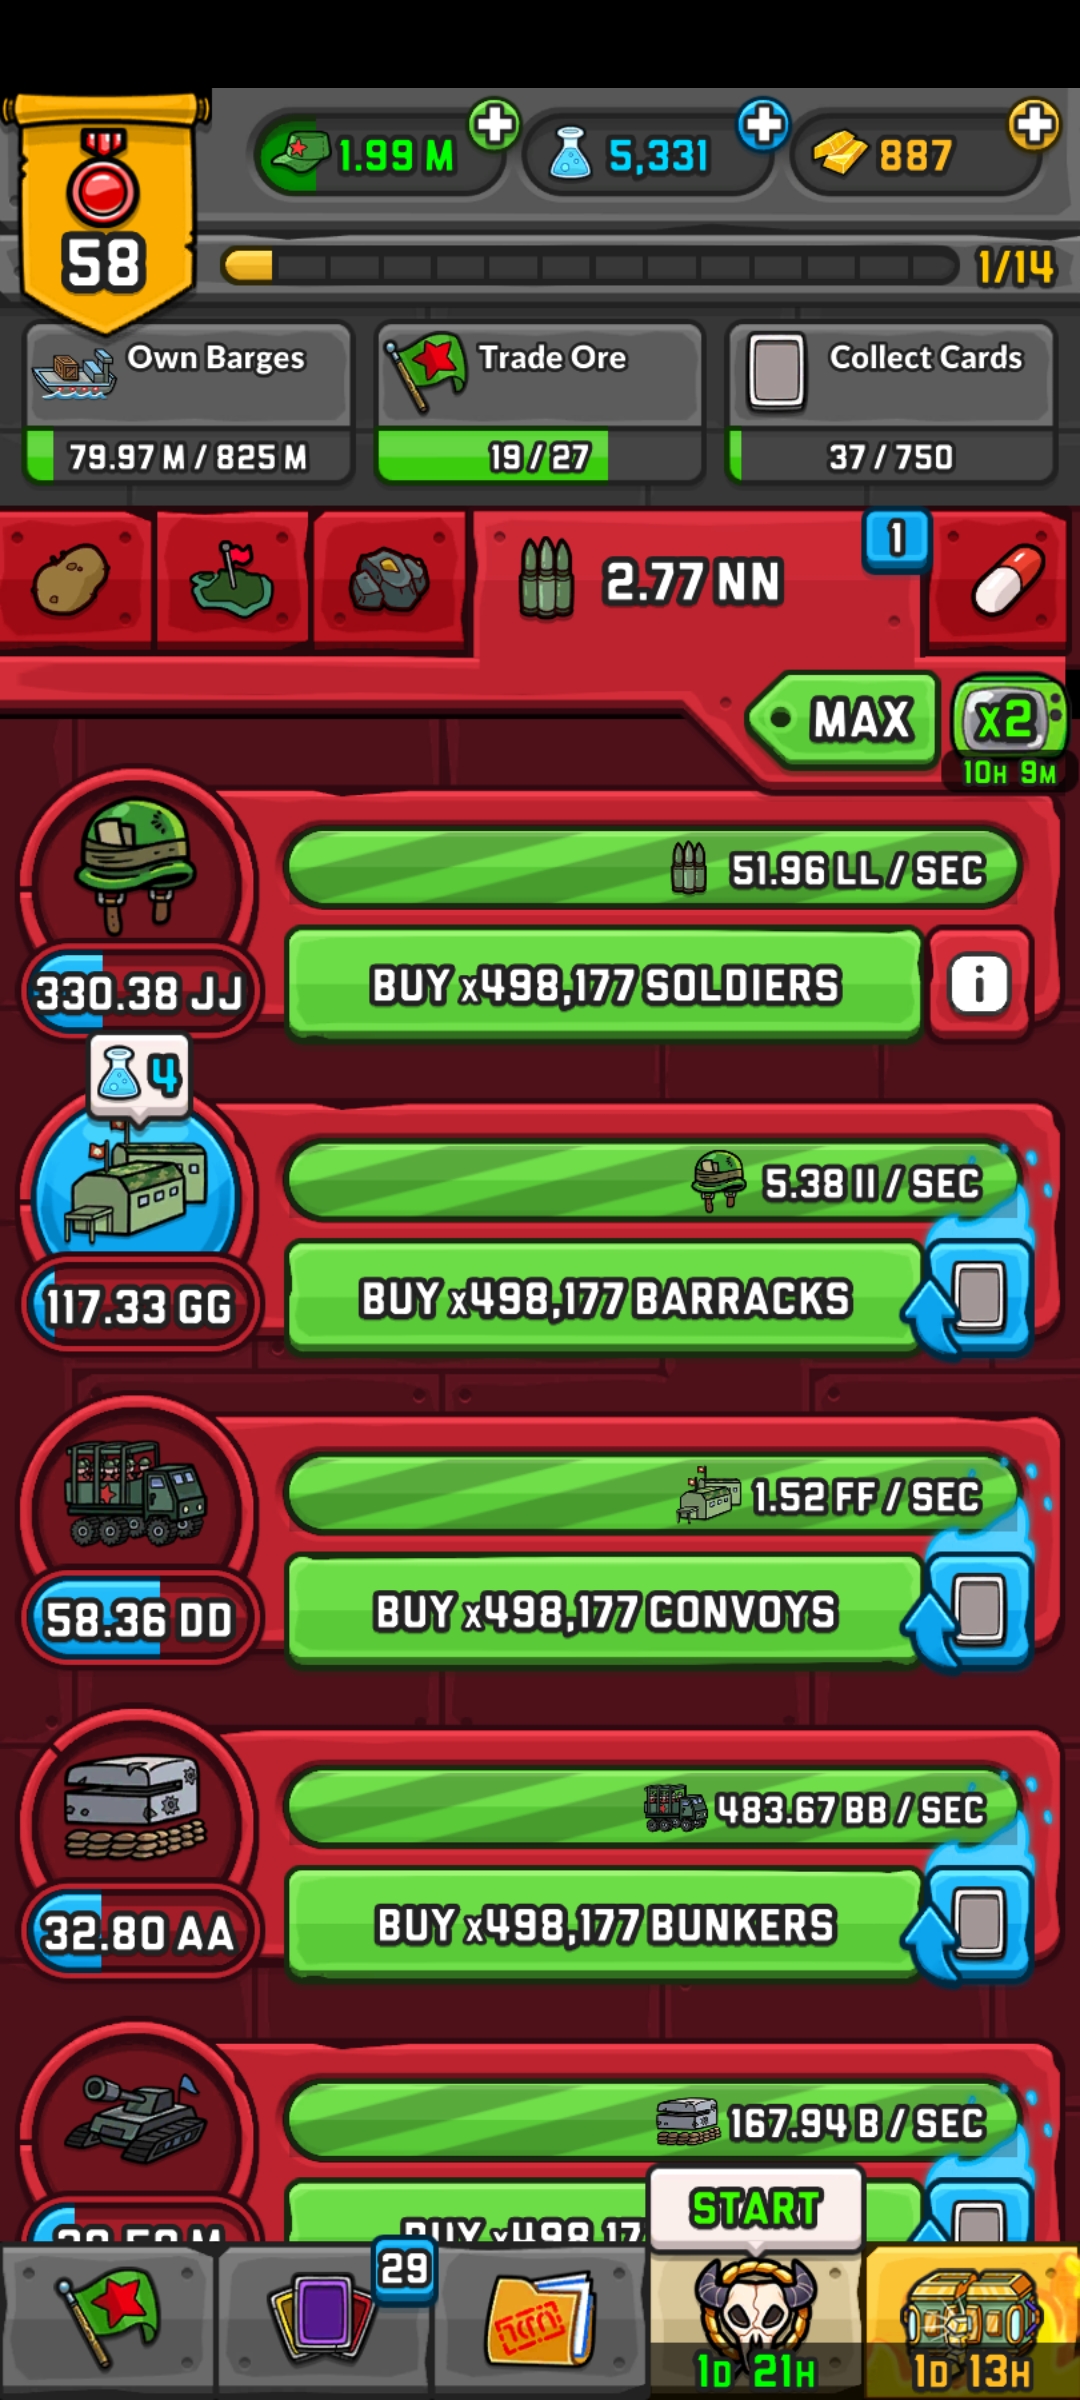 1.99 M
5,331
887
58
1/14
Own Barges
Trade Ore
Collect Cards
79.97 M / 825 M
19 / 27
37 / 750
2.77 NN
1
MAX
x2
10H 9M
51.96 LL / SEC
330.38 JJ
BUY x498,177 SOLDIERS
i
4
5.38 II / SEC
117.33 GG
BUY x498,177 BARRACKS
1.52 FF / SEC
58.36 DD
BUY x498,177 CONVOYS
483.67 BB / SEC
32.80 AA
BUY x498,177 BUNKERS
167.94 B / SEC
BUY x498,17
START
29
1D 21H
1D 13H